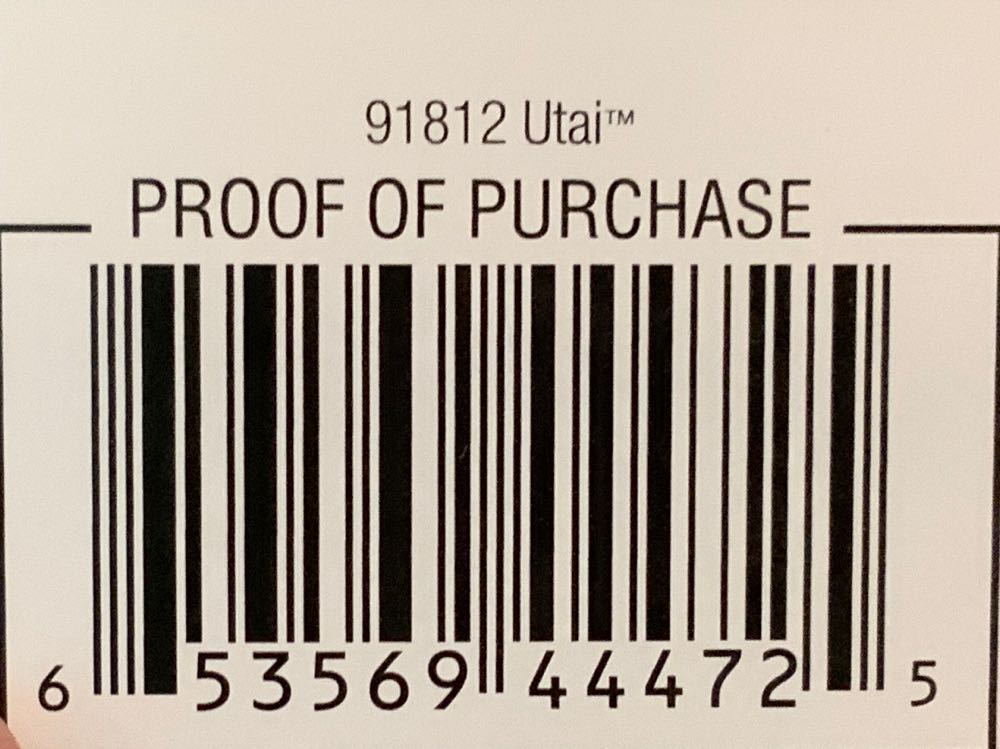 91812 Utai™
PROOF OF PURCHASE
6 53569 44472 5